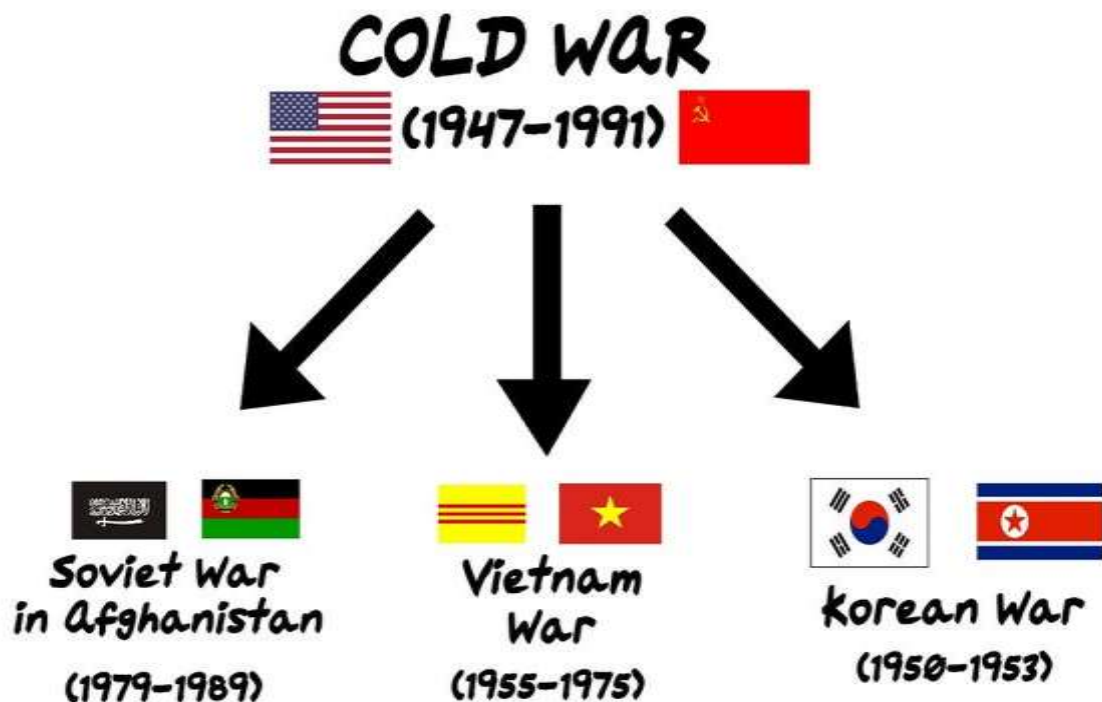 COLD WAR
(1947-1991)
Soviet War
in Afghanistan
(1979-1989)
Vietnam
War
(1955-1975)
Korean War
(1950-1953)